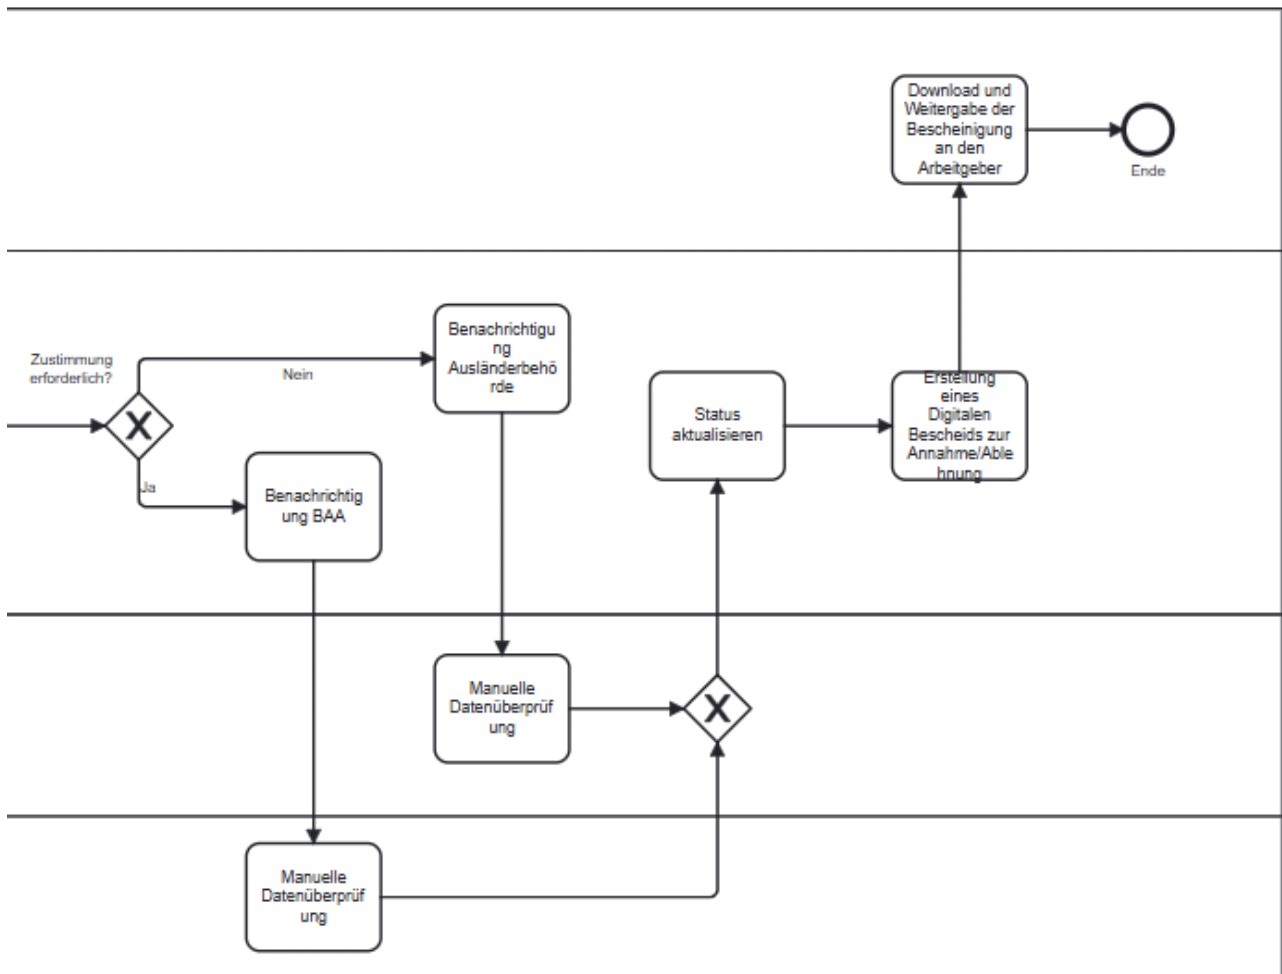 Download und
Weitergabe der
Bescheinigung
an den
Arbeitgeber
Ende
Zustimmung
erforderlich?
Nein
Ja
Benachrichtigu
ng
Ausländerbehö
rde
Benachrichtig
ung BAA
Status
aktualisieren
Erstellung
eines
Digitalen
Bescheids zur
Annahme/Able
hnung
Manuelle
Datenüberprüf
ung
Manuelle
Datenüberprüf
ung